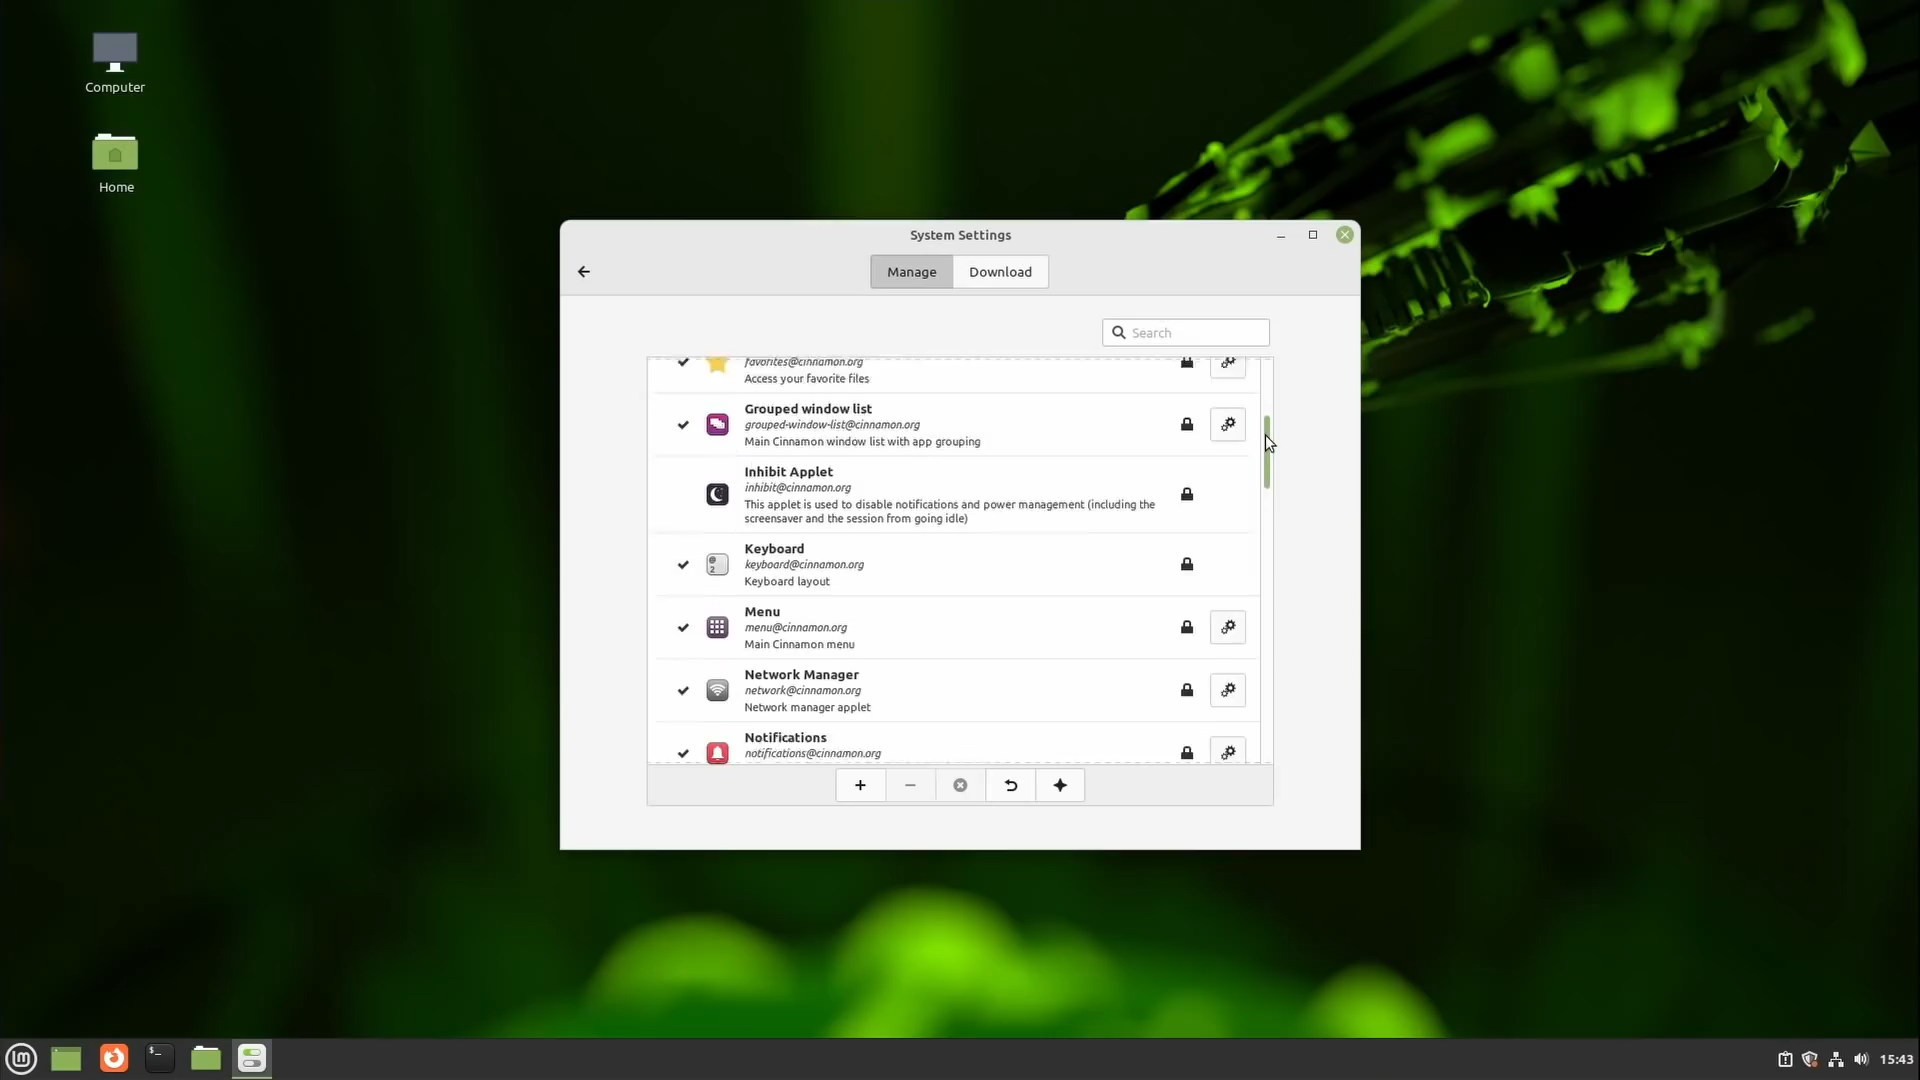 Computer
Home
System Settings
Manage Download
Search
favorites@cinnamon.org
Access your favorite files
Grouped window list
grouped-window-list@cinnamon.org
Main Cinnamon window list with app grouping
Inhibit Applet
inhibit@cinnamon.org
This applet is used to disable notifications and power management (including the
screensaver and the session from going idle)
Keyboard
keyboard@cinnamon.org
Keyboard layout
Menu
menu@cinnamon.org
Main Cinnamon menu
Network Manager
network@cinnamon.org
Network manager applet
Notifications
notifications@cinnamon.org
15:43